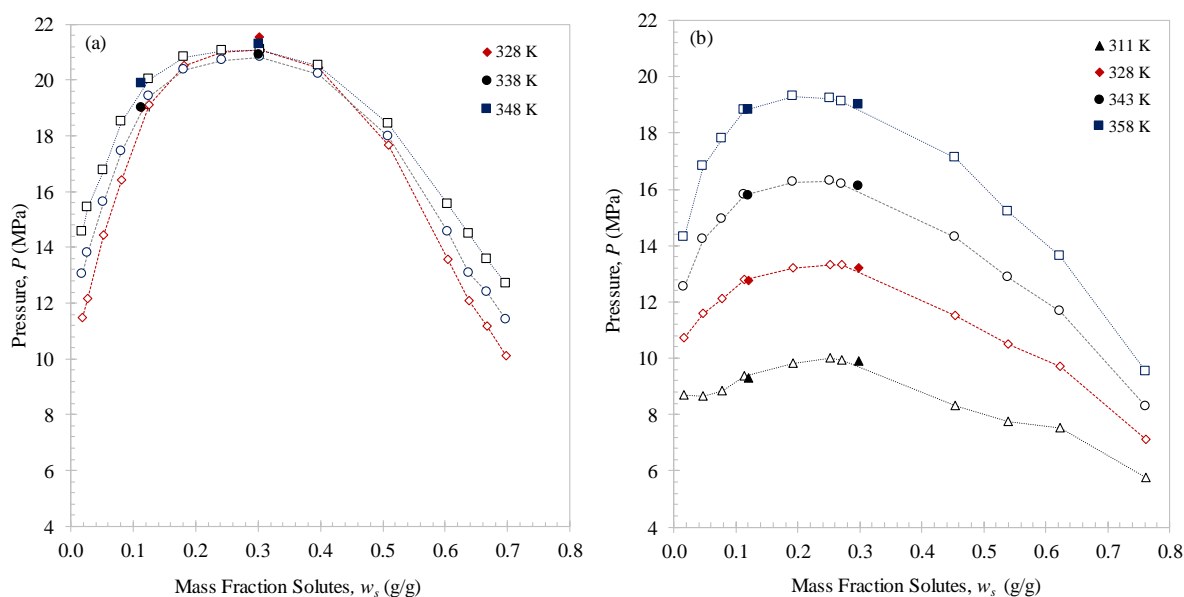 (a)
328 K
338 K
348 K
22
20
18
16
14
12
10
8
6
4
0.0 0.1 0.2 0.3 0.4 0.5 0.6 0.7 0.8
Pressure, P (MPa)
Mass Fraction Solutes, wₛ (g/g)
(b)
311 K
328 K
343 K
358 K
22
20
18
16
14
12
10
8
6
4
0.0 0.1 0.2 0.3 0.4 0.5 0.6 0.7 0.8
Pressure, P (MPa)
Mass Fraction Solutes, wₛ (g/g)